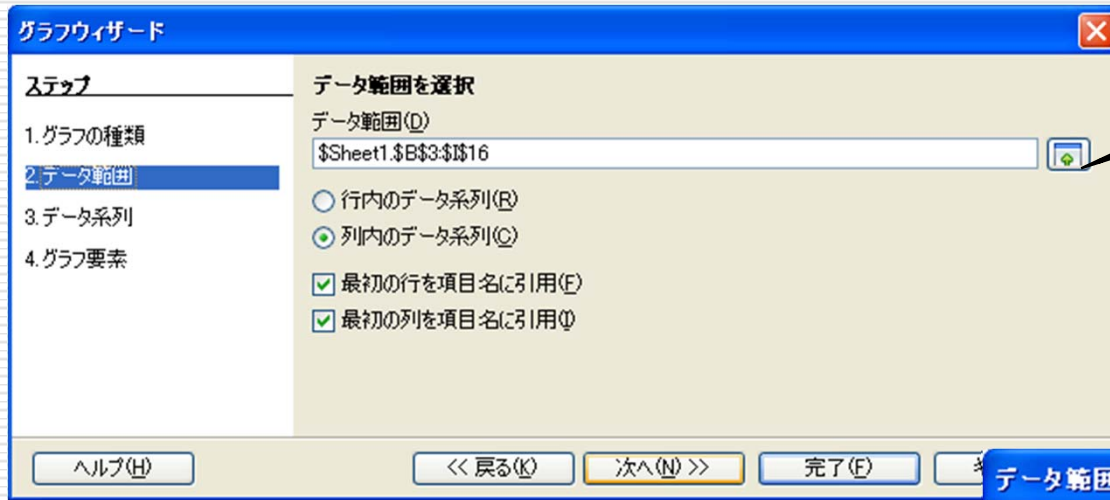 グラフウィザード
ステップ
1.グラフの種類
2.データ範囲
3.データ系列
4.グラフ要素
データ範囲を選択
データ範囲(D)
$Sheet1.$B$3:$I$16
行内のデータ系列(R)
列内のデータ系列(C)
最初の行を項目名に引用(F)
最初の列を項目名に引用(I)
ヘルプ(H)
<< 戻る(K)
次へ(N) >>
完了(F)
データ範囲